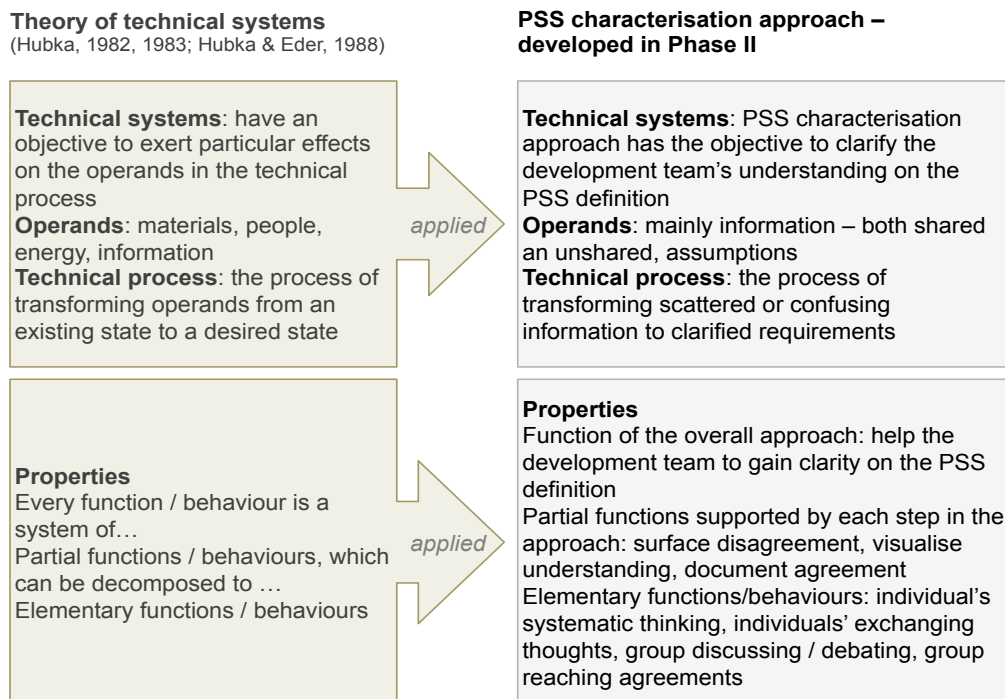 Theory of technical systems
(Hubka, 1982, 1983; Hubka & Eder, 1988)
PSS characterisation approach –
developed in Phase II
Technical systems: have an
objective to exert particular effects
on the operands in the technical
process
Operands: materials, people,
energy, information
Technical process: the process of
transforming operands from an
existing state to a desired state
applied
Technical systems: PSS characterisation
approach has the objective to clarify the
development team's understanding on the
PSS definition
Operands: mainly information – both shared
an unshared, assumptions
Technical process: the process of
transforming scattered or confusing
information to clarified requirements
Properties
Every function / behaviour is a
system of…
Partial functions / behaviours, which
can be decomposed to …
Elementary functions / behaviours
applied
Properties
Function of the overall approach: help the
development team to gain clarity on the PSS
definition
Partial functions supported by each step in the
approach: surface disagreement, visualise
understanding, document agreement
Elementary functions/behaviours: individual's
systematic thinking, individuals' exchanging
thoughts, group discussing / debating, group
reaching agreements